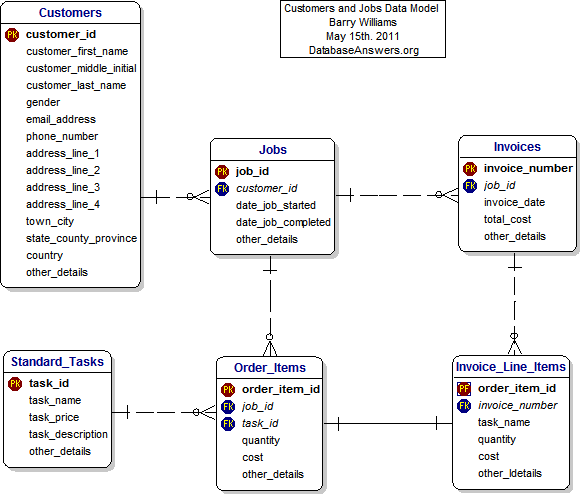 Customers
PK customer_id
customer_first_name
customer_middle_initial
customer_last_name
gender
email_address
phone_number
address_line_1
address_line_2
address_line_3
address_line_4
town_city
state_county_province
country
other_details
Customers and Jobs Data Model
Barry Williams
May 15th. 2011
DatabaseAnswers.org
Jobs
PK job_id
FK customer_id
date_job_started
date_job_completed
other_details
Invoices
PK invoice_number
FK job_id
invoice_date
total_cost
other_details
Standard_Tasks
PK task_id
task_name
task_price
task_description
other_details
Order_Items
PK order_item_id
FK job_id
FK task_id
quantity
cost
other_details
Invoice_Line_Items
PF order_item_id
FK invoice_number
task_name
quantity
cost
other_ldetails